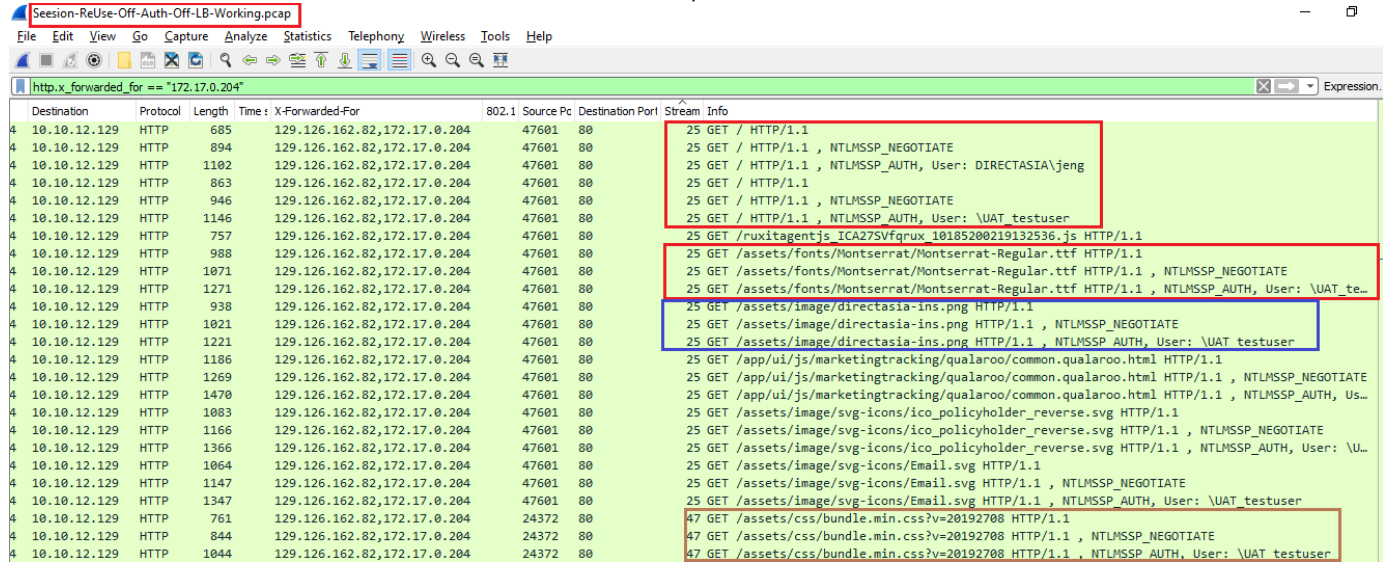 Seesion-ReUse-Off-Auth-Off-LB-Working.pcap
File Edit View Go Capture Analyze Statistics Telephony Wireless Tools Help
http.x_forwarded_for == "172.17.0.204" Expression.
Destination Protocol Length Time s X-Forwarded-For 802.1 Source Po Destination Port Stream Info
4 10.10.12.129 HTTP 685 129.126.162.82,172.17.0.204 47601 80 25 GET / HTTP/1.1
4 10.10.12.129 HTTP 894 129.126.162.82,172.17.0.204 47601 80 25 GET / HTTP/1.1 , NTLMSSP_NEGOTIATE
4 10.10.12.129 HTTP 1102 129.126.162.82,172.17.0.204 47601 80 25 GET / HTTP/1.1 , NTLMSSP_AUTH, User: DIRECTASIA\jeng
4 10.10.12.129 HTTP 863 129.126.162.82,172.17.0.204 47601 80 25 GET / HTTP/1.1
4 10.10.12.129 HTTP 946 129.126.162.82,172.17.0.204 47601 80 25 GET / HTTP/1.1 , NTLMSSP_NEGOTIATE
4 10.10.12.129 HTTP 1146 129.126.162.82,172.17.0.204 47601 80 25 GET / HTTP/1.1 , NTLMSSP_AUTH, User: \UAT_testuser
4 10.10.12.129 HTTP 757 129.126.162.82,172.17.0.204 47601 80 25 GET /ruxitagentjs_ICA27SVfqrux_10185200219132536.js HTTP/1.1
4 10.10.12.129 HTTP 988 129.126.162.82,172.17.0.204 47601 80 25 GET /assets/fonts/Montserrat/Montserrat-Regular.ttf HTTP/1.1
4 10.10.12.129 HTTP 1071 129.126.162.82,172.17.0.204 47601 80 25 GET /assets/fonts/Montserrat/Montserrat-Regular.ttf HTTP/1.1 , NTLMSSP_NEGOTIATE
4 10.10.12.129 HTTP 1271 129.126.162.82,172.17.0.204 47601 80 25 GET /assets/fonts/Montserrat/Montserrat-Regular.ttf HTTP/1.1 , NTLMSSP_AUTH, User: \UAT_te…
4 10.10.12.129 HTTP 938 129.126.162.82,172.17.0.204 47601 80 25 GET /assets/image/directasia-ins.png HTTP/1.1
4 10.10.12.129 HTTP 1021 129.126.162.82,172.17.0.204 47601 80 25 GET /assets/image/directasia-ins.png HTTP/1.1 , NTLMSSP_NEGOTIATE
4 10.10.12.129 HTTP 1221 129.126.162.82,172.17.0.204 47601 80 25 GET /assets/image/directasia-ins.png HTTP/1.1 , NTLMSSP_AUTH, User: \UAT_testuser
4 10.10.12.129 HTTP 1186 129.126.162.82,172.17.0.204 47601 80 25 GET /app/ui/js/marketingtracking/qualaroo/common.qualaroo.html HTTP/1.1
4 10.10.12.129 HTTP 1269 129.126.162.82,172.17.0.204 47601 80 25 GET /app/ui/js/marketingtracking/qualaroo/common.qualaroo.html HTTP/1.1 , NTLMSSP_NEGOTIATE
4 10.10.12.129 HTTP 1470 129.126.162.82,172.17.0.204 47601 80 25 GET /app/ui/js/marketingtracking/qualaroo/common.qualaroo.html HTTP/1.1 , NTLMSSP_AUTH, Us…
4 10.10.12.129 HTTP 1083 129.126.162.82,172.17.0.204 47601 80 25 GET /assets/image/svg-icons/ico_policyholder_reverse.svg HTTP/1.1
4 10.10.12.129 HTTP 1166 129.126.162.82,172.17.0.204 47601 80 25 GET /assets/image/svg-icons/ico_policyholder_reverse.svg HTTP/1.1 , NTLMSSP_NEGOTIATE
4 10.10.12.129 HTTP 1366 129.126.162.82,172.17.0.204 47601 80 25 GET /assets/image/svg-icons/ico_policyholder_reverse.svg HTTP/1.1 , NTLMSSP_AUTH, User: \U…
4 10.10.12.129 HTTP 1064 129.126.162.82,172.17.0.204 47601 80 25 GET /assets/image/svg-icons/Email.svg HTTP/1.1
4 10.10.12.129 HTTP 1147 129.126.162.82,172.17.0.204 47601 80 25 GET /assets/image/svg-icons/Email.svg HTTP/1.1 , NTLMSSP_NEGOTIATE
4 10.10.12.129 HTTP 1347 129.126.162.82,172.17.0.204 47601 80 25 GET /assets/image/svg-icons/Email.svg HTTP/1.1 , NTLMSSP_AUTH, User: \UAT_testuser
4 10.10.12.129 HTTP 761 129.126.162.82,172.17.0.204 24372 80 47 GET /assets/css/bundle.min.css?v=20192708 HTTP/1.1
4 10.10.12.129 HTTP 844 129.126.162.82,172.17.0.204 24372 80 47 GET /assets/css/bundle.min.css?v=20192708 HTTP/1.1 , NTLMSSP_NEGOTIATE
4 10.10.12.129 HTTP 1044 129.126.162.82,172.17.0.204 24372 80 47 GET /assets/css/bundle.min.css?v=20192708 HTTP/1.1 , NTLMSSP_AUTH, User: \UAT_testuser